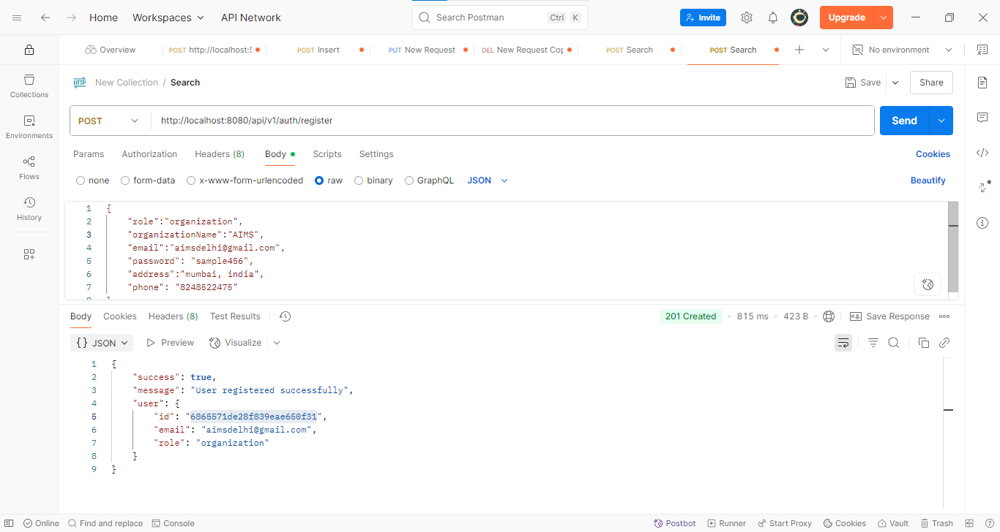 Home Workspaces API Network Search Postman Ctrl K Invite Upgrade
Overview POST http://localhost:5 POST Insert PUT New Request DEL New Request Cop POST Search POST Search No environment
HTTP New Collection / Search Save Share
POST http://localhost:8080/api/v1/auth/register Send
Params Authorization Headers (8) Body Scripts Settings Cookies
none form-data x-www-form-urlencoded raw binary GraphQL JSON Beautify
Collections
Environments
Flows
History
1 {
2 "role":"organization",
3 "organizationName":"AIMS",
4 "email":"aimsdelhi@gmail.com",
5 "password": "sample456",
6 "address":"mumbai, india",
7 "phone": "8248522475"
Body Cookies Headers (8) Test Results 201 Created 815 ms 423 B e.g. Save Response
{} JSON Preview Visualize
1 {
2 "success": true,
3 "message": "User registered successfully",
4 "user": {
5 "id": "6865571de28f839eae650f31",
6 "email": "aimsdelhi@gmail.com",
7 "role": "organization"
8 }
9 }
Online Find and replace Console Postbot Runner Start Proxy Cookies Vault Trash